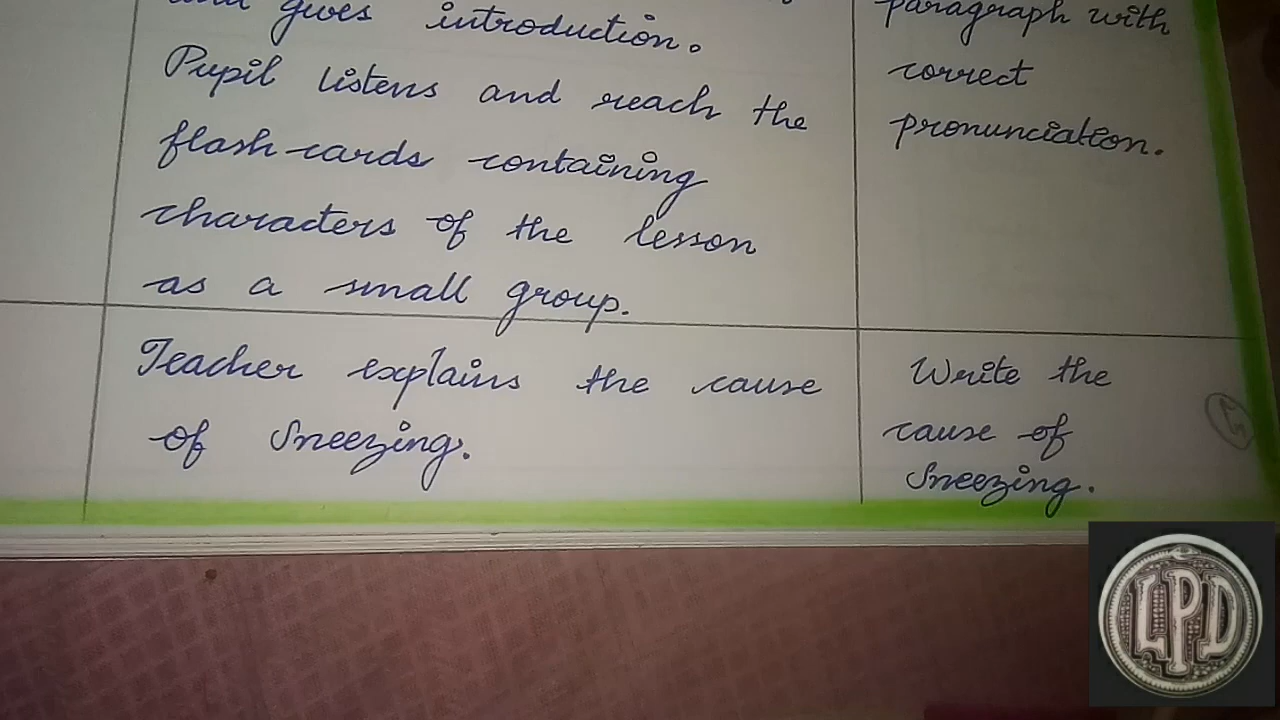 and gives introduction.
Pupil listens and reach the
flash cards containing
characters of the lesson
as a small group.
paragraph with
correct
pronunciation.
Teacher explains the cause
of Sneezing.
Write the
cause of
Sneezing.
LPD